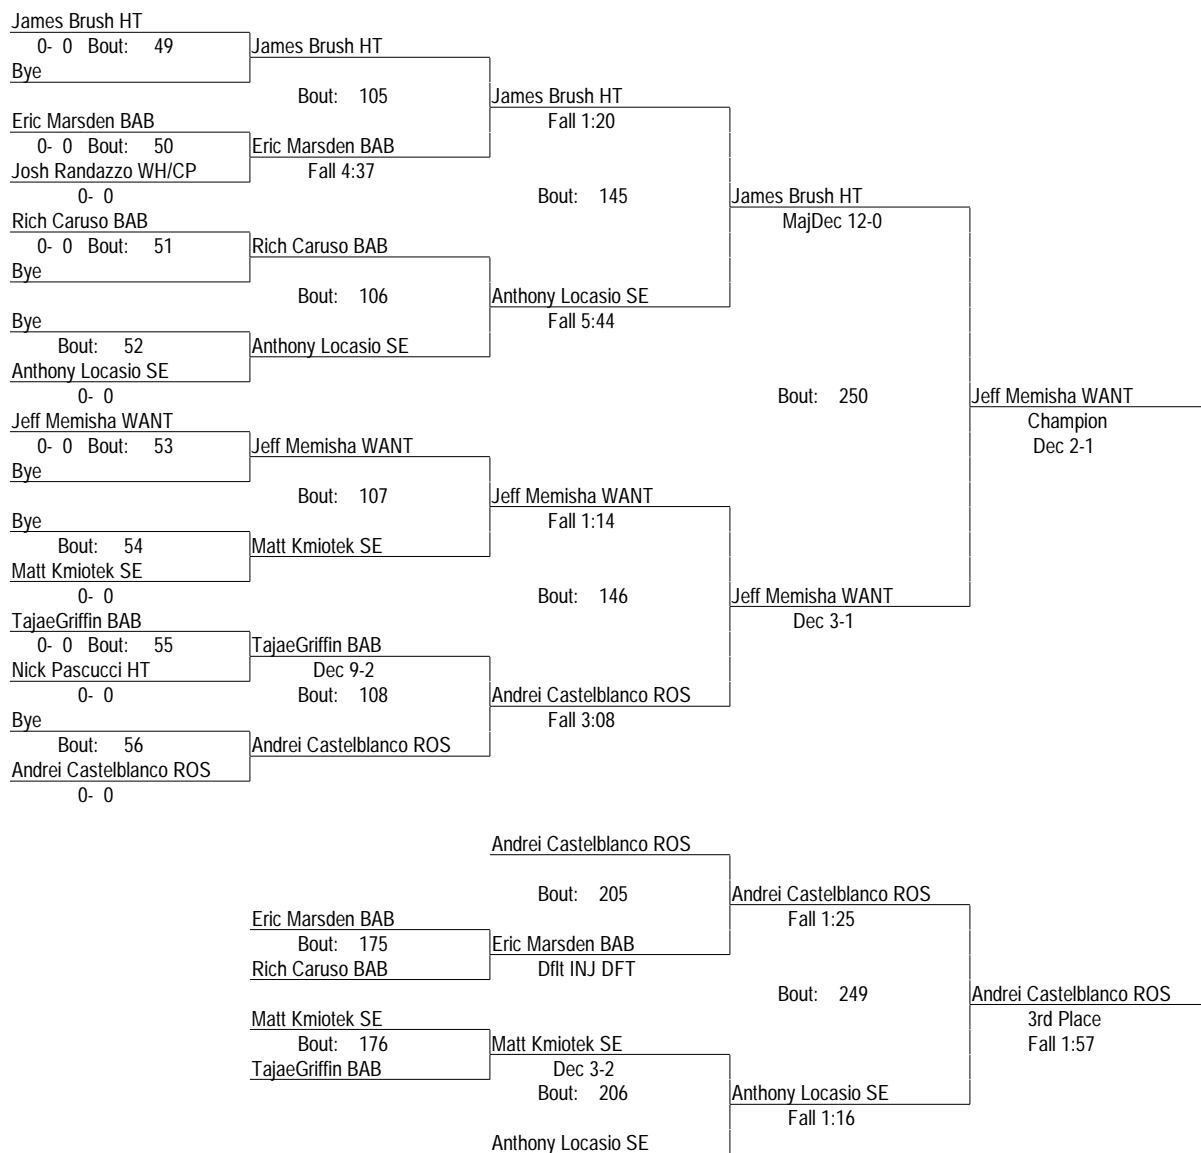 James Brush HT
0- 0 Bout: 49 James Brush HT
Bye
Bout: 105 James Brush HT
Eric Marsden BAB Fall 1:20
0- 0 Bout: 50 Eric Marsden BAB
Josh Randazzo WH/CP Fall 4:37
0- 0 Bout: 145 James Brush HT
Rich Caruso BAB MajDec 12-0
0- 0 Bout: 51 Rich Caruso BAB
Bye
Bout: 106 Anthony Locasio SE
Bye Fall 5:44
Bout: 52 Anthony Locasio SE
Anthony Locasio SE
0- 0 Bout: 250 Jeff Memisha WANT
Jeff Memisha WANT Champion
0- 0 Bout: 53 Jeff Memisha WANT Dec 2-1
Bye
Bout: 107 Jeff Memisha WANT
Bye Fall 1:14
Bout: 54 Matt Kmiotek SE
Matt Kmiotek SE
0- 0 Bout: 146 Jeff Memisha WANT
TajaeGriffin BAB Dec 3-1
0- 0 Bout: 55 TajaeGriffin BAB
Nick Pascucci HT Dec 9-2
0- 0 Bout: 108 Andrei Castelblanco ROS
Bye Fall 3:08
Bout: 56 Andrei Castelblanco ROS
Andrei Castelblanco ROS
0- 0
Andrei Castelblanco ROS
Bout: 205 Andrei Castelblanco ROS
Eric Marsden BAB Fall 1:25
Bout: 175 Eric Marsden BAB
Rich Caruso BAB Dflt INJ DFT
Bout: 249 Andrei Castelblanco ROS
Matt Kmiotek SE 3rd Place
Bout: 176 Matt Kmiotek SE Fall 1:57
TajaeGriffin BAB Dec 3-2
Bout: 206 Anthony Locasio SE
Fall 1:16
Anthony Locasio SE